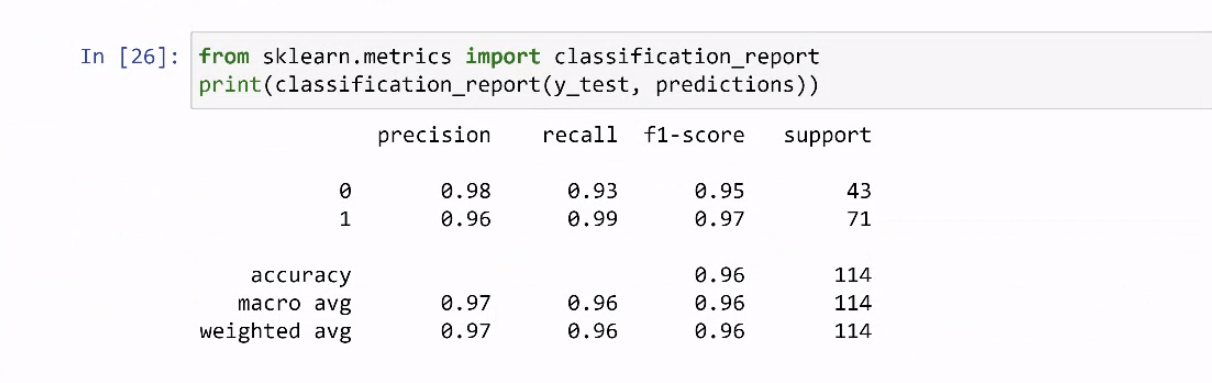 In [26]: from sklearn.metrics import classification_report
print(classification_report(y_test, predictions))
precision recall f1-score support
0 0.98 0.93 0.95 43
1 0.96 0.99 0.97 71
accuracy 0.96 114
macro avg 0.97 0.96 0.96 114
weighted avg 0.97 0.96 0.96 114